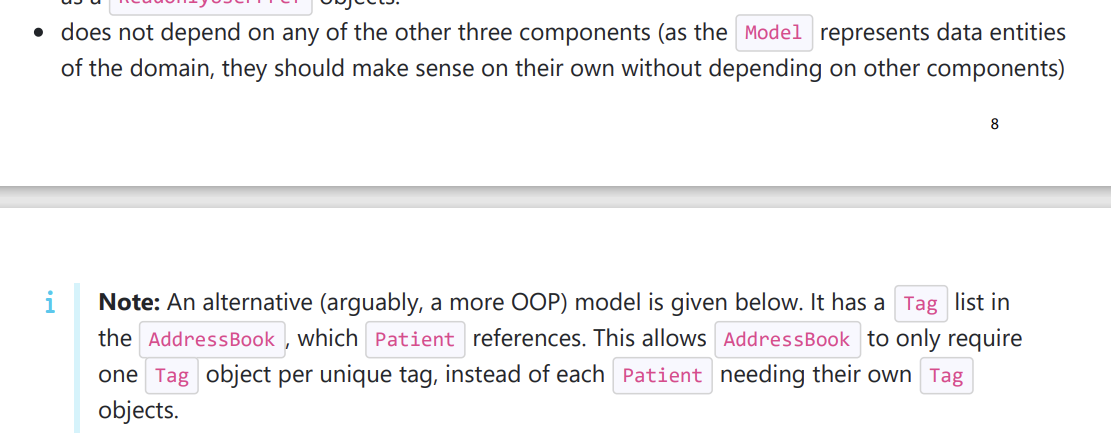 as a ReadOnlyUserPref objects.
• does not depend on any of the other three components (as the Model represents data entities
of the domain, they should make sense on their own without depending on other components)
8
i Note: An alternative (arguably, a more OOP) model is given below. It has a Tag list in
the AddressBook , which Patient references. This allows AddressBook to only require
one Tag object per unique tag, instead of each Patient needing their own Tag
objects.